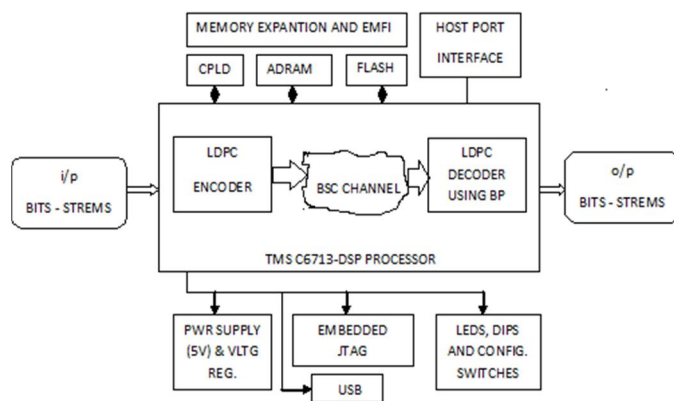 MEMORY EXPANTION AND EMFI
HOST PORT
INTERFACE
CPLD
ADRAM
FLASH
i/p
BITS - STREMS
LDPC
ENCODER
BSC CHANNEL
LDPC
DECODER
USING BP
o/p
BITS - STREMS
TMS C6713-DSP PROCESSOR
PWR SUPPLY
(5V) & VLTG
REG.
EMBEDDED
JTAG
LEDS, DIPS
AND CONFIG.
SWITCHES
USB